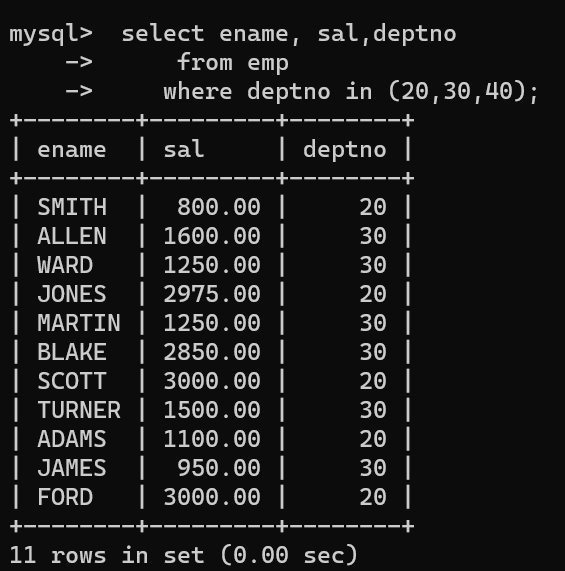 mysql>  select ename, sal,deptno
    ->      from emp
    ->     where deptno in (20,30,40);
+--------+---------+--------+
| ename  | sal     | deptno |
+--------+---------+--------+
| SMITH  |  800.00 |     20 |
| ALLEN  | 1600.00 |     30 |
| WARD   | 1250.00 |     30 |
| JONES  | 2975.00 |     20 |
| MARTIN | 1250.00 |     30 |
| BLAKE  | 2850.00 |     30 |
| SCOTT  | 3000.00 |     20 |
| TURNER | 1500.00 |     30 |
| ADAMS  | 1100.00 |     20 |
| JAMES  |  950.00 |     30 |
| FORD   | 3000.00 |     20 |
+--------+---------+--------+
11 rows in set (0.00 sec)